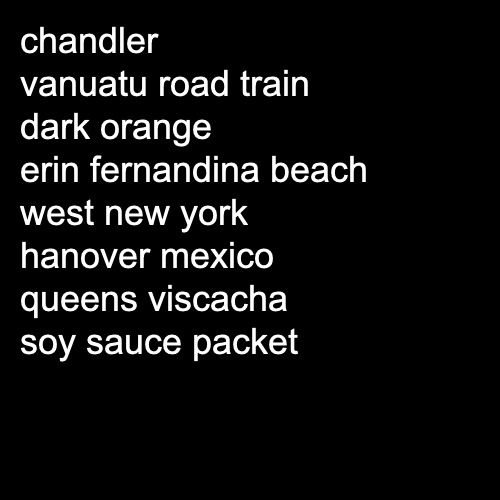 chandler
vanuatu road train
dark orange
erin fernandina beach
west new york
hanover mexico
queens viscacha
soy sauce packet